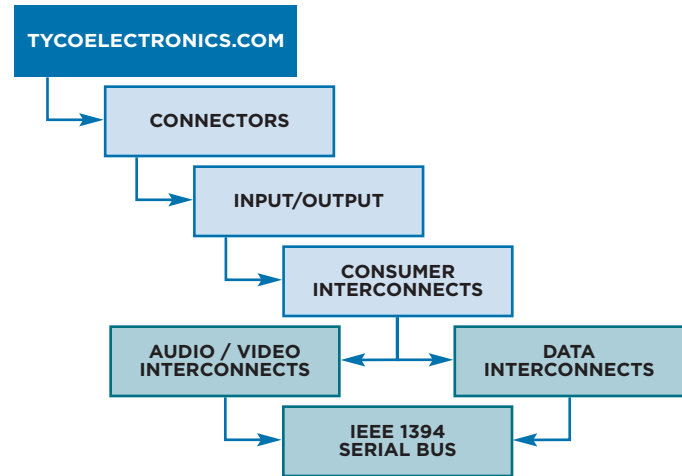 TYCOELECTRONICS.COM
CONNECTORS
INPUT/OUTPUT
CONSUMER
INTERCONNECTS
AUDIO / VIDEO
INTERCONNECTS
DATA
INTERCONNECTS
IEEE 1394
SERIAL BUS